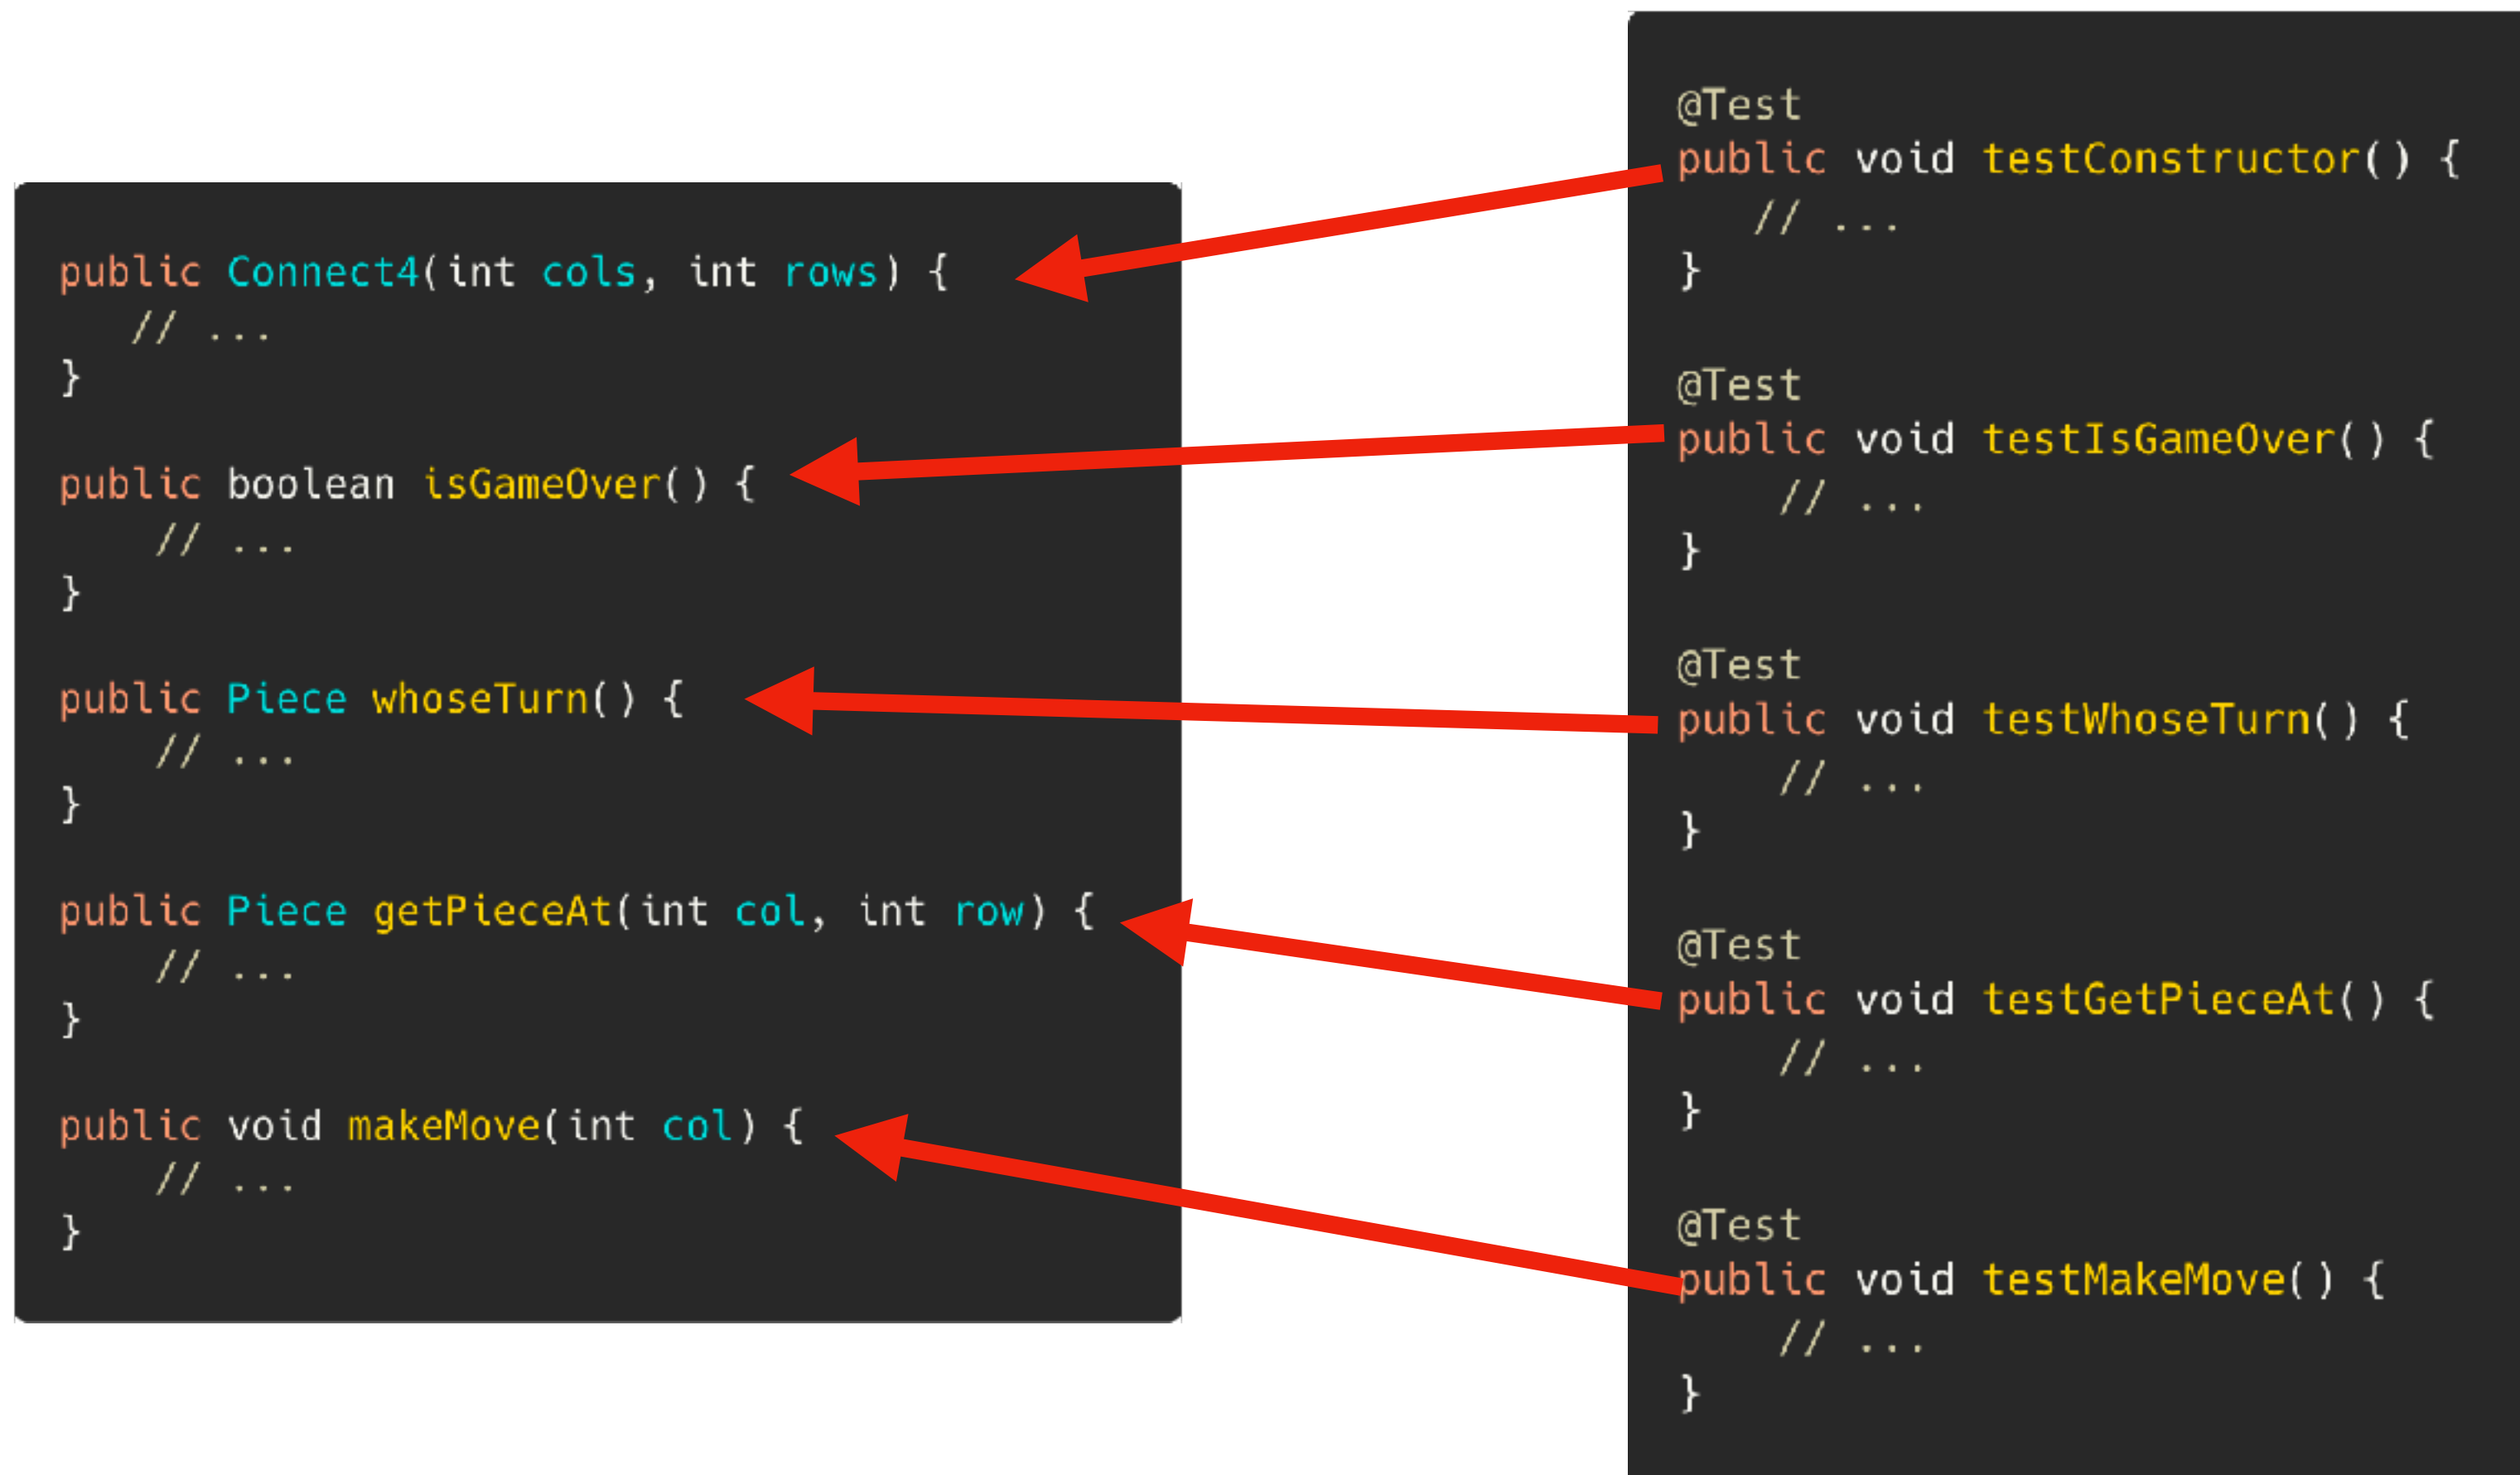 public Connect4(int cols, int rows) {
// ...
}
public boolean isGameOver() {
// ...
}
public Piece whoseTurn() {
// ...
}
public Piece getPieceAt(int col, int row) {
// ...
}
public void makeMove(int col) {
// ...
}
@Test
public void testConstructor() {
// ...
}
@Test
public void testIsGameOver() {
// ...
}
@Test
public void testWhoseTurn() {
// ...
}
@Test
public void testGetPieceAt() {
// ...
}
@Test
public void testMakeMove() {
// ...
}